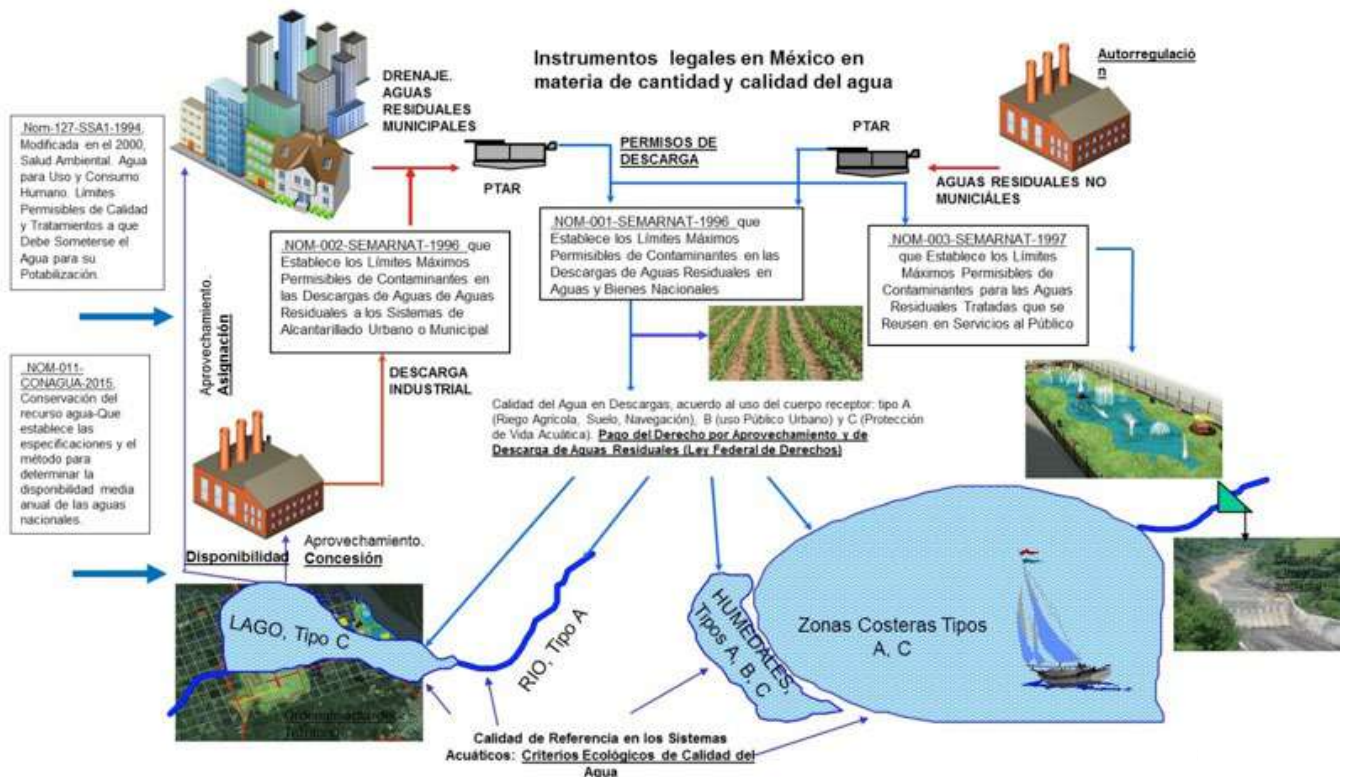 Instrumentos legales en México en
materia de cantidad y calidad del agua
Autorregulació
n
DRENAJE.
AGUAS
RESIDUALES
MUNICIPALES
PTAR
PERMISOS DE
DESCARGA
PTAR
AGUAS RESIDUALES NO
MUNICIÁLES
Nom-127-SSA1-1994,
Modificada en el 2000,
Salud Ambiental. Agua
para Uso y Consumo
Humano. Límites
Permisibles de Calidad
y Tratamientos a que
Debe Someterse el
Agua para su
Potabilización.
NOM-002-SEMARNAT-1996 que
Establece los Límites Máximos
Permisibles de Contaminantes en
las Descargas de Aguas de Aguas
Residuales a los Sistemas de
Alcantarillado Urbano o Municipal
NOM-001-SEMARNAT-1996 que
Establece los Límites Máximos
Permisibles de Contaminantes en las
Descargas de Aguas Residuales en
Aguas y Bienes Nacionales
NOM-003-SEMARNAT-1997
que Establece los Límites
Máximos Permisibles de
Contaminantes para las Aguas
Residuales Tratadas que se
Reusen en Servicios al Público
Aprovechamiento.
Asignación
DESCARGA
INDUSTRIAL
NOM-011-
CONAGUA-2015,
Conservación del
recurso agua-Que
establece las
especificaciones y el
método para
determinar la
disponibilidad media
anual de las aguas
nacionales.
Calidad del Agua en Descargas, acuerdo al uso del cuerpo receptor: tipo A
(Riego Agrícola, Suelo, Navegación), B (uso Público Urbano) y C (Protección
de Vida Acuática). Pago del Derecho por Aprovechamiento y de
Descarga de Aguas Residuales (Ley Federal de Derechos)
Disponibilidad
Aprovechamiento.
Concesión
LAGO, Tipo C
RIO, Tipo A
HUMEDALES,
Tipos A, B, C
Zonas Costeras Tipos
A, C
Calidad de Referencia en los Sistemas
Acuáticos: Criterios Ecológicos de Calidad del
Agua